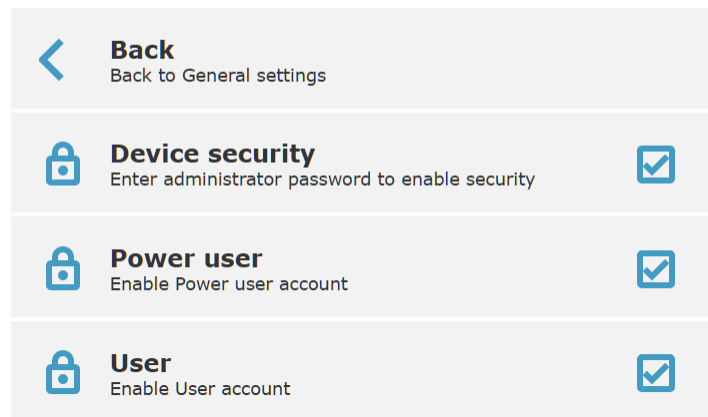 Back
Back to General settings
Device security
Enter administrator password to enable security
Power user
Enable Power user account
User
Enable User account